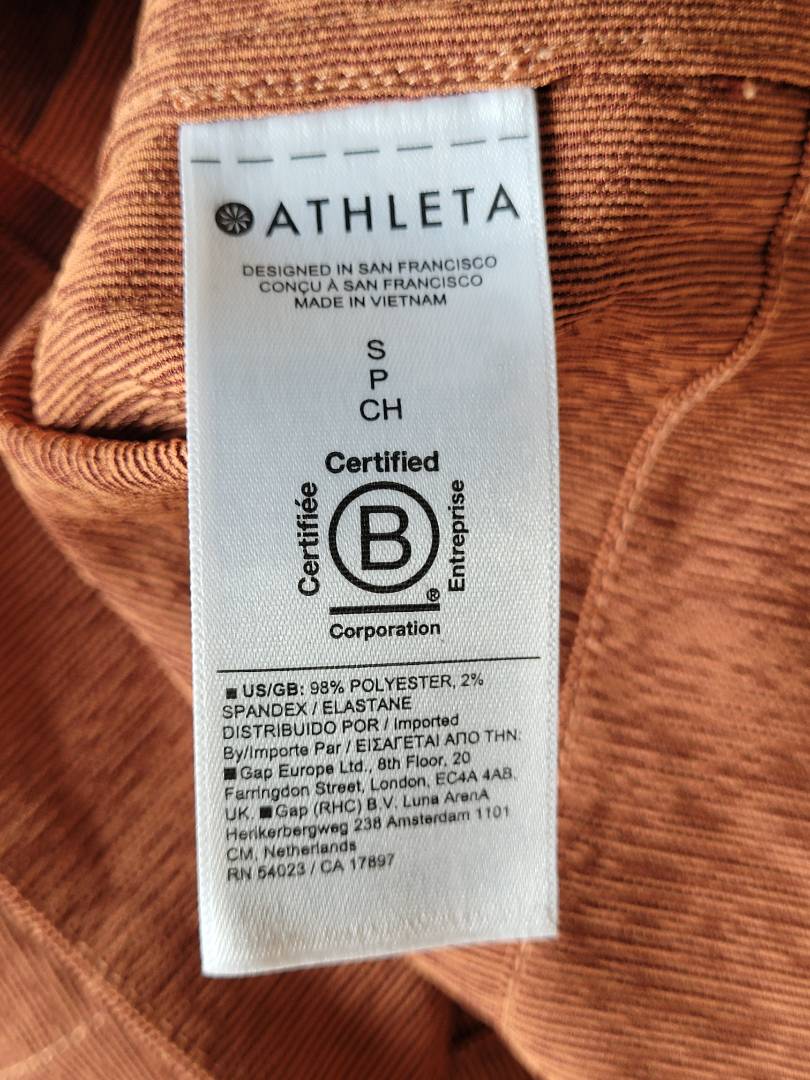 ATHLETA
DESIGNED IN SAN FRANCISCO
CONÇU À SAN FRANCISCO
MADE IN VIETNAM
S
P
CH
Certified
Certifiée
B
Entreprise
®
Corporation
■ US/GB: 98% POLYESTER, 2%
SPANDEX / ELASTANE
DISTRIBUIDO POR / Imported
By/Importe Par / ΕΙΣΑΓΕΤΑΙ ΑΠΟ ΤΗΝ:
■ Gap Europe Ltd., 8th Floor, 20
Farringdon Street, London, EC4A 4AB,
UK. ■ Gap (RHC) B.V. Luna ArenA
Herikerbergweg 238 Amsterdam 1101
CM, Netherlands
RN 54023 / CA 17897